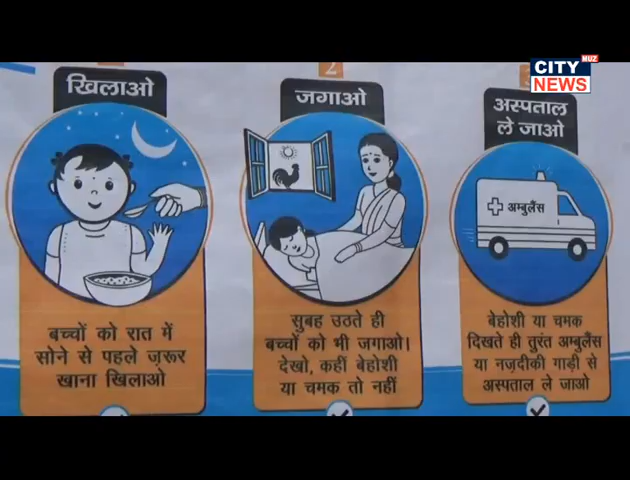 CITY MUZ
NEWS
खिलाओ
बच्चों को रात में
सोने से पहले ज़रूर
खाना खिलाओ
2
जगाओ
सुबह उठते ही
बच्चों को भी जगाओ।
देखो, कहीं बेहोशी
या चमक तो नहीं
अस्पताल
ले जाओ
अम्बुलैंस
बेहोशी या चमक
दिखते ही तुरंत अम्बुलैंस
या नज़दीकी गाड़ी से
अस्पताल ले जाओ